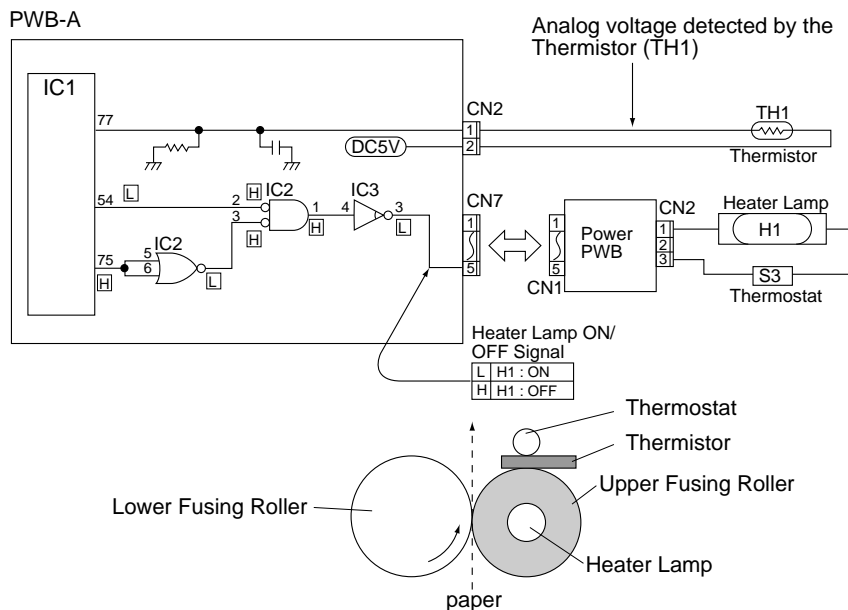 PWB-A
Analog voltage detected by the
Thermistor (TH1)
IC1
77
CN2
1
2
DC5V
TH1
Thermistor
54
L
2
H
IC2
1
H
3
H
IC3
4
3
L
CN7
1
5
1
5
CN1
Power
PWB
CN2
1
2
3
Heater Lamp
H1
S3
Thermostat
75
H
5
6
IC2
L
Heater Lamp ON/
OFF Signal
L H1 : ON
H H1 : OFF
Thermostat
Thermistor
Upper Fusing Roller
Lower Fusing Roller
Heater Lamp
paper